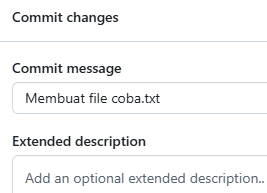 Commit changes
Commit message
Membuat file coba.txt
Extended description
Add an optional extended description..